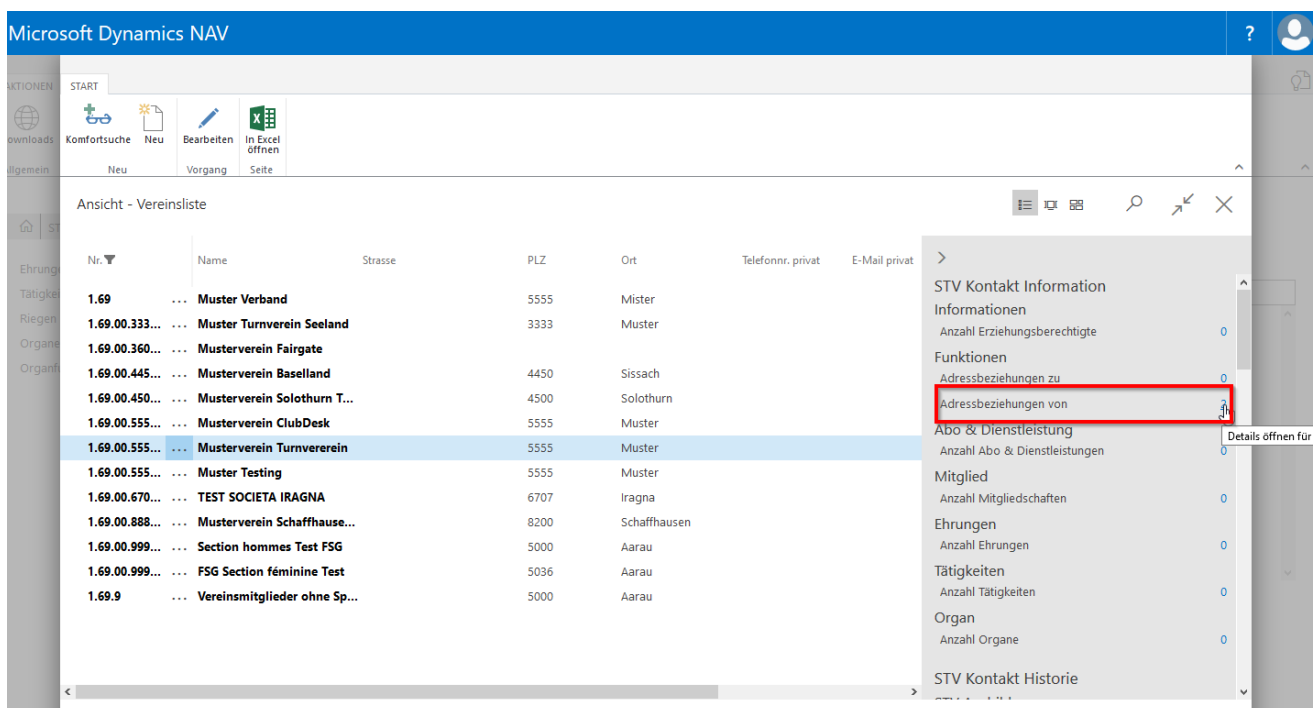 Microsoft Dynamics NAV ?
AKTIONEN START
ownloads Komfortsuche Neu Bearbeiten In Excel öffnen
Allgemein Neu Vorgang Seite
Ansicht - Vereinsliste
ST
Ehrung
Tätigkei
Riegen
Organe
Organf
Nr. Name Strasse PLZ Ort Telefonnr. privat E-Mail privat
1.69 ... Muster Verband 5555 Mister
1.69.00.333... ... Muster Turnverein Seeland 3333 Muster
1.69.00.360... ... Musterverein Fairgate
1.69.00.445... ... Musterverein Baselland 4450 Sissach
1.69.00.450... ... Musterverein Solothurn T... 4500 Solothurn
1.69.00.555... ... Musterverein ClubDesk 5555 Muster
1.69.00.555... ... Musterverein Turnvererein 5555 Muster
1.69.00.555... ... Muster Testing 5555 Muster
1.69.00.670... ... TEST SOCIETA IRAGNA 6707 Iragna
1.69.00.888... ... Musterverein Schaffhause... 8200 Schaffhausen
1.69.00.999... ... Section hommes Test FSG 5000 Aarau
1.69.00.999... ... FSG Section féminine Test 5036 Aarau
1.69.9 ... Vereinsmitglieder ohne Sp... 5000 Aarau
STV Kontakt Information
Informationen
Anzahl Erziehungsberechtigte 0
Funktionen
Adressbeziehungen zu 0
Adressbeziehungen von
Abo & Dienstleistung
Details öffnen für
Anzahl Abo & Dienstleistungen 0
Mitglied
Anzahl Mitgliedschaften 0
Ehrungen
Anzahl Ehrungen 0
Tätigkeiten
Anzahl Tätigkeiten 0
Organ
Anzahl Organe 0
STV Kontakt Historie